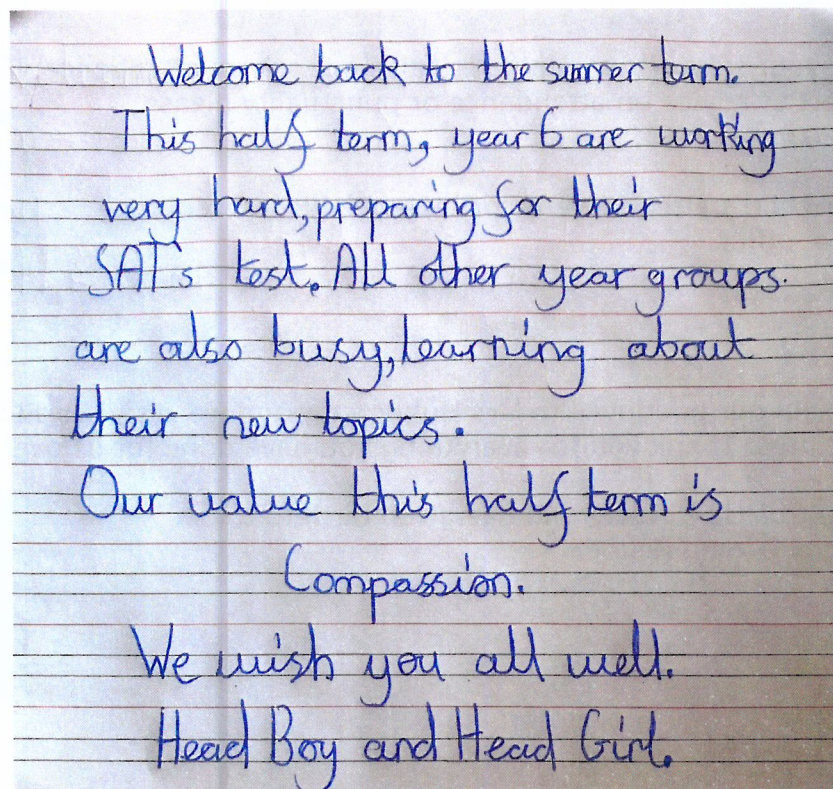 Welcome back to the summer term.
This half term, year 6 are working
very hard, preparing for their
SAT's test. All other year groups.
are also busy, learning about
their new topics.
Our value this half term is
Compassion.
We wish you all well.
Head Boy and Head Girl.